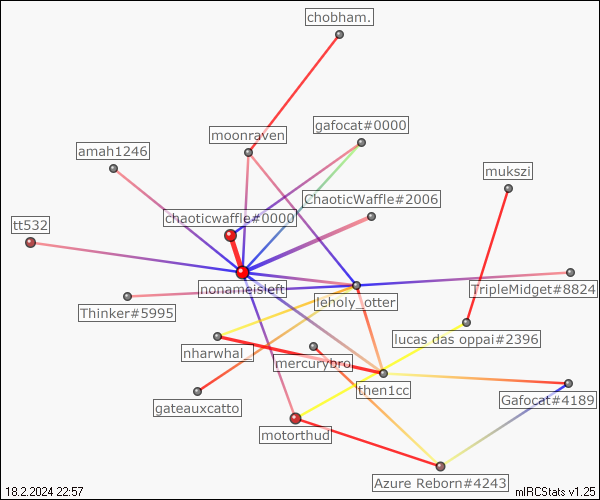 chobham.
gafocat#0000
moonraven
amah1246
mukszi
ChaoticWaffle#2006
chaoticwaffle#0000
tt532
nonameisleft
TripleMidget#8824
leholy_otter
Thinker#5995
lucas das oppai#2396
nharwhal_
mercurybrl
then1cc
Gafocat#4189
gateauxcatto
motorthud
Azure Reborn#4243
18.2.2024 22:57
mIRCStats v1.25